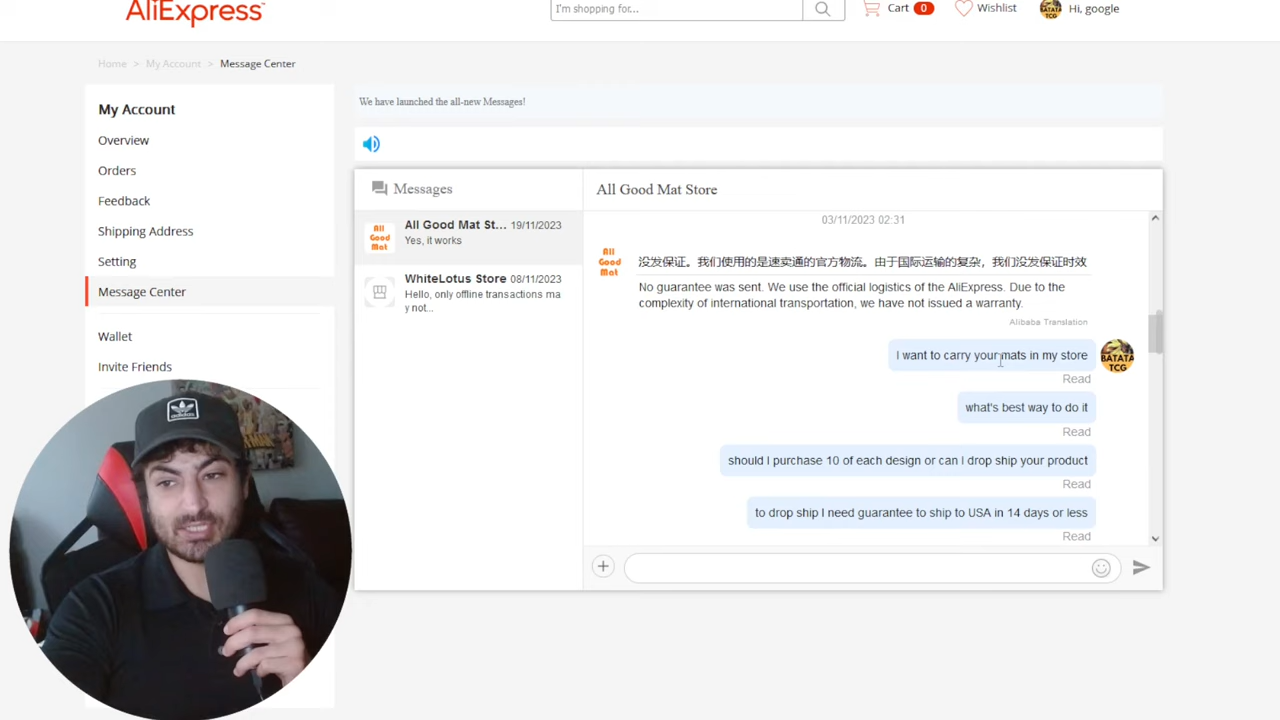 AliExpress
I'm shopping for...
Cart 0
Wishlist
Hi, google
Home > My Account > Message Center
My Account
Overview
Orders
Feedback
Shipping Address
Setting
Message Center
Wallet
Invite Friends
We have launched the all-new Messages!
Messages
All Good Mat St... 19/11/2023
Yes, it works
WhiteLotus Store 08/11/2023
Hello, only offline transactions ma
y not...
All Good Mat Store
03/11/2023 02:31
All
Good
Mat
没发保证。我们使用的是速卖通的官方物流。由于国际运输的复杂，我们没发保证时效
No guarantee was sent. We use the official logistics of the AliExpress. Due to the
complexity of international transportation, we have not issued a warranty.
Alibaba Translation
I want to carry your mats in my store
Read
BATATA
TCG
what's best way to do it
Read
should I purchase 10 of each design or can I drop ship your product
Read
to drop ship I need guarantee to ship to USA in 14 days or less
Read
All
Good
Mat
adidas